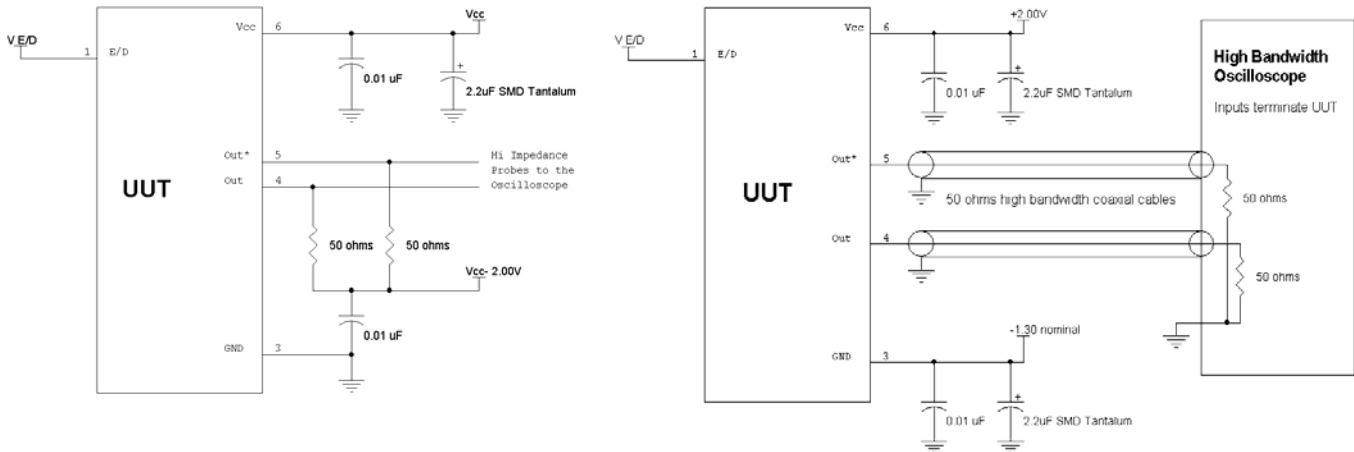 Vcc
V E/D
1
E/D
Vcc
6
0.01 uF
+
2.2uF SMD Tantalum
Out*
5
Out
4
Hi Impedance
Probes to the
Oscilloscope
UUT
50 ohms
50 ohms
Vcc- 2.00V
0.01 uF
GND
3
+2.00V
V E/D
1
E/D
Vcc
6
0.01 uF
+
2.2uF SMD Tantalum
High Bandwidth
Oscilloscope
Inputs terminate UUT
Out*
5
UUT
50 ohms high bandwidth coaxial cables
50 ohms
Out
4
50 ohms
-1.30 nominal
GND
3
0.01 uF
+
2.2uF SMD Tantalum